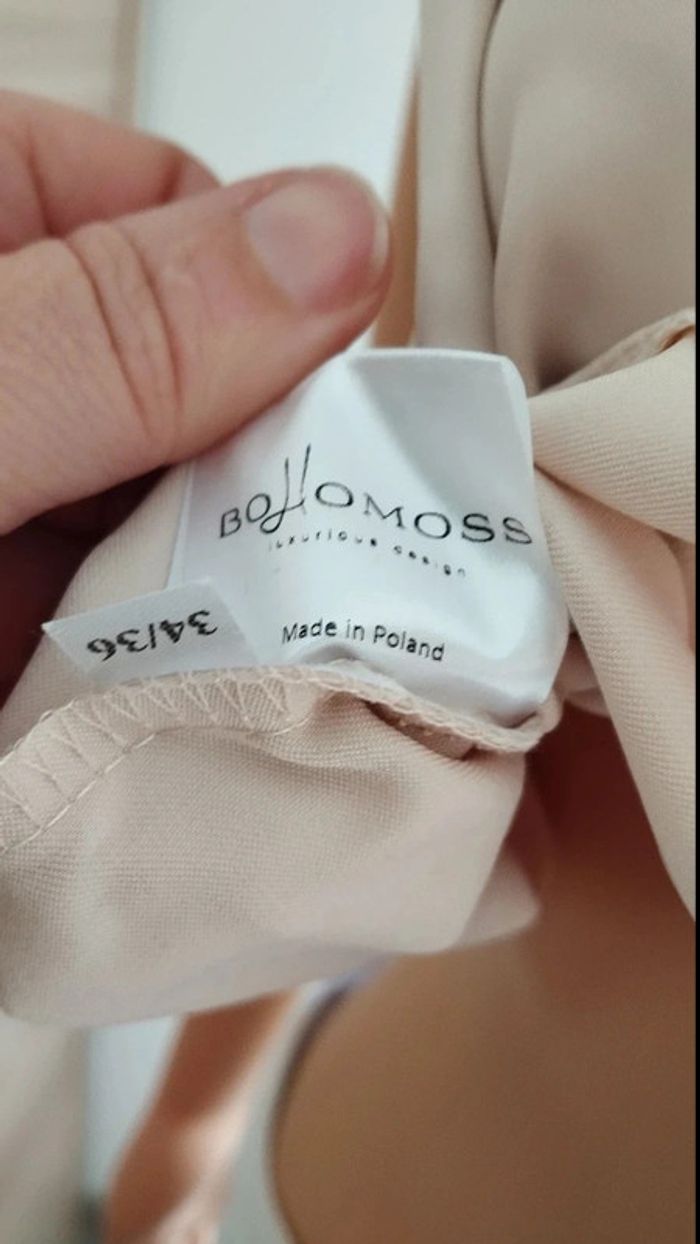 BOHOMOSS
luxurious design
Made in Poland
34/36